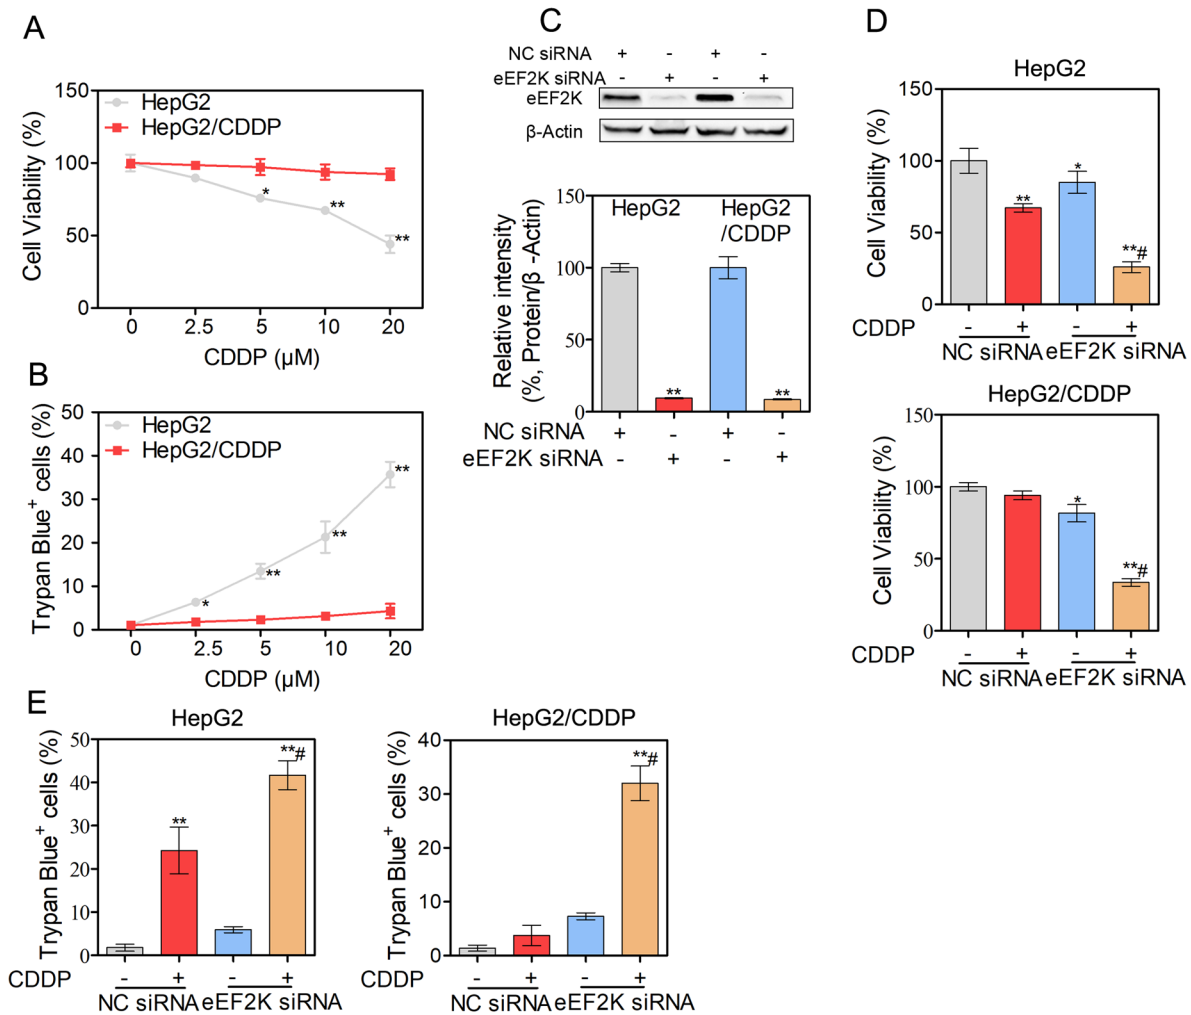 A
150
100
50
0
Cell Viability (%)
HepG2
HepG2/CDDP
*
**
**
0 2.5 5 10 20
CDDP (μM)
B
50
40
30
20
10
0
Trypan Blue+ cells (%)
HepG2
HepG2/CDDP
*
**
**
**
0 2.5 5 10 20
CDDP (μM)
C
NC siRNA + - + -
eEF2K siRNA - + - +
eEF2K
β-Actin
150
100
50
0
Relative intensity
(%, Protein/β -Actin)
HepG2
HepG2
/CDDP
**
**
NC siRNA + - + -
eEF2K siRNA - + - +
D
HepG2
150
100
50
0
Cell Viability (%)
**
*
**#
CDDP - + - +
NC siRNA eEF2K siRNA
HepG2/CDDP
150
100
50
0
Cell Viability (%)
*
**#
CDDP - + - +
NC siRNA eEF2K siRNA
E
HepG2
50
40
30
20
10
0
Trypan Blue+ cells (%)
**
**#
CDDP - + - +
NC siRNA eEF2K siRNA
HepG2/CDDP
40
30
20
10
0
Trypan Blue+ cells (%)
**#
CDDP - + - +
NC siRNA eEF2K siRNA